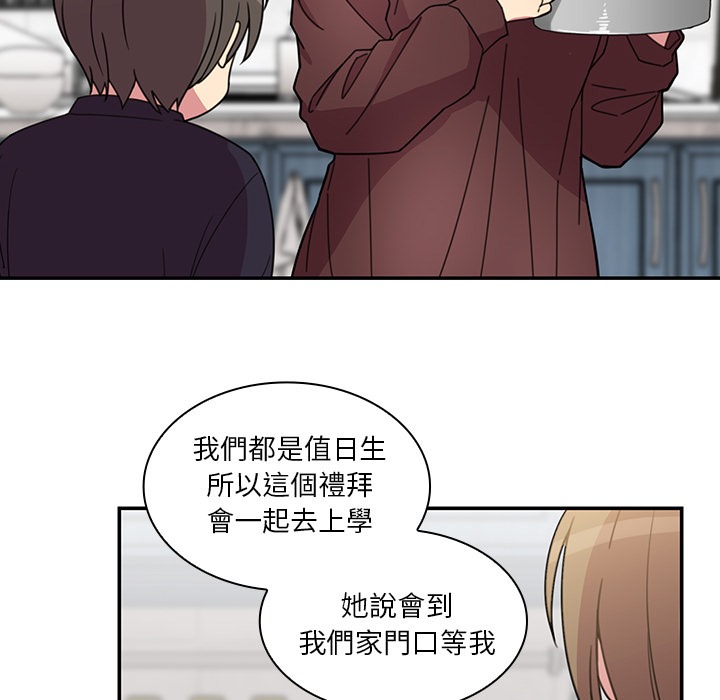 我們都是值日生
所以這個禮拜
會一起去上學
她說會到
我們家門口等我